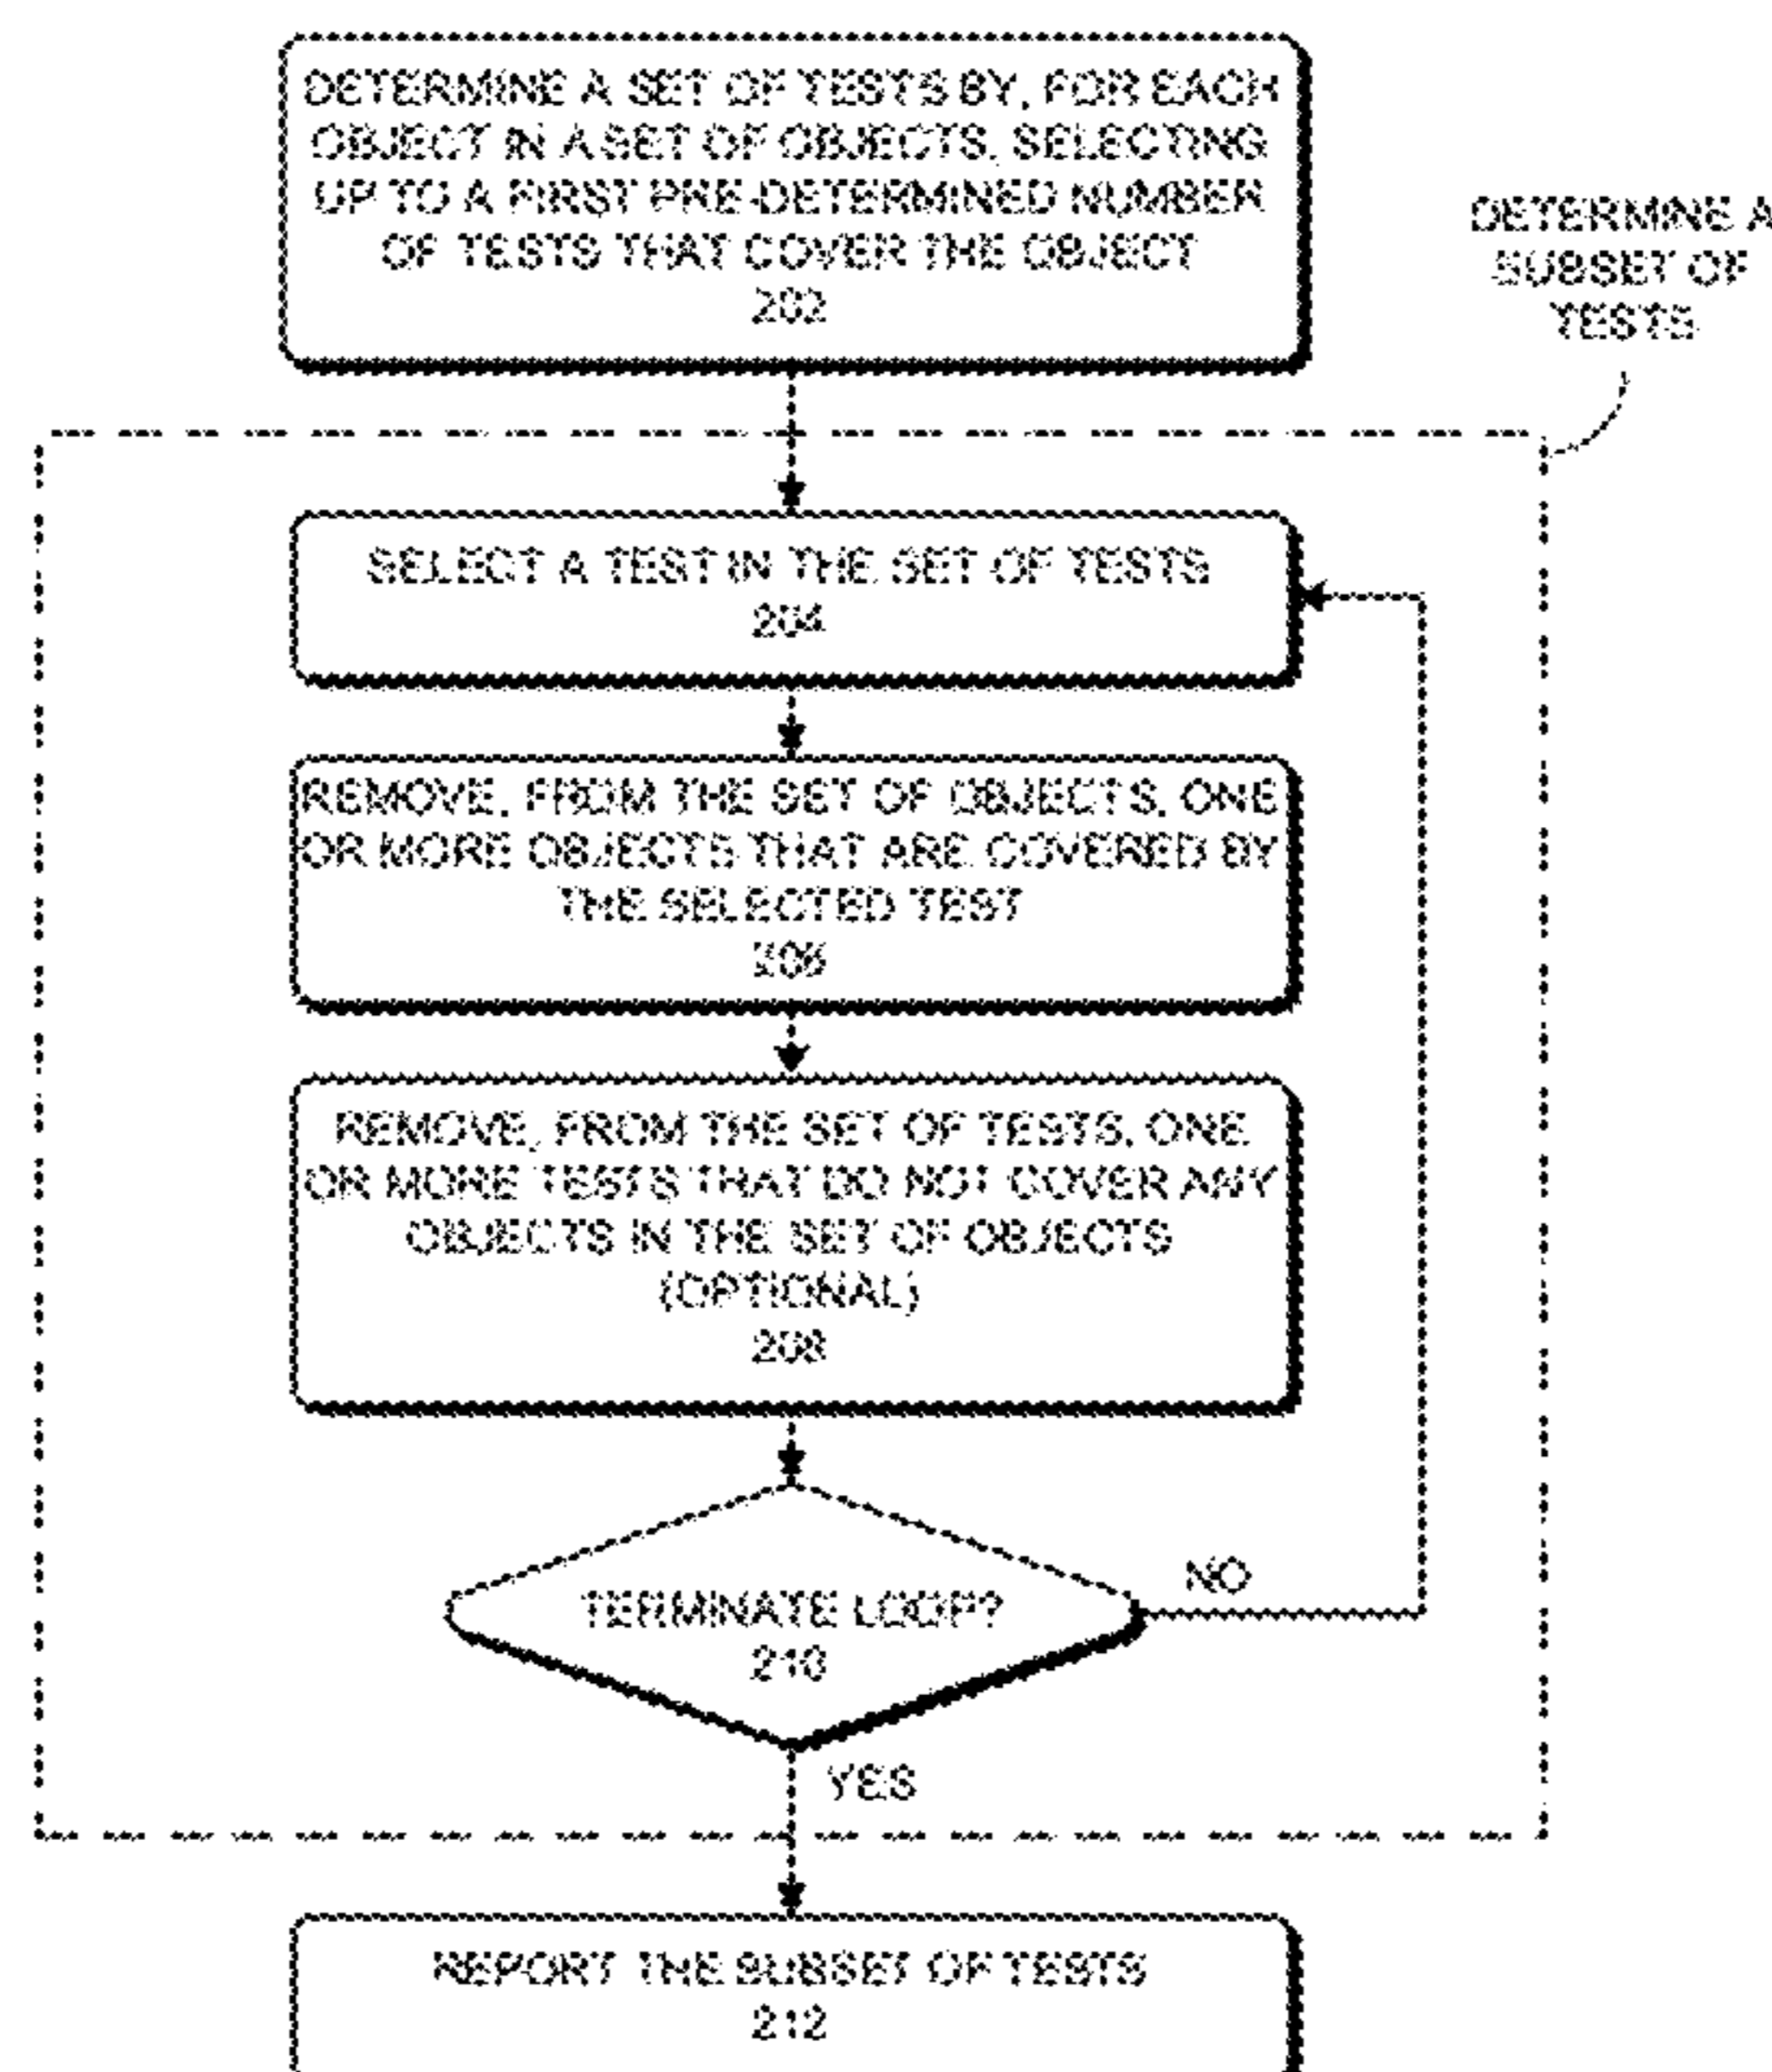 DETERMINE A SET OF TESTS BY, FOR EACH
OBJECT IN A SET OF OBJECTS, SELECTING
UP TO A FIRST PRE-DETERMINED NUMBER
OF TESTS THAT COVER THE OBJECT
202
DETERMINE A
SUBSET OF
TESTS
SELECT A TEST IN THE SET OF TESTS
204
REMOVE, FROM THE SET OF OBJECTS, ONE
OR MORE OBJECTS THAT ARE COVERED BY
THE SELECTED TEST
206
REMOVE, FROM THE SET OF TESTS, ONE
OR MORE TESTS THAT DO NOT COVER ANY
OBJECTS IN THE SET OF OBJECTS
(OPTIONAL)
208
TERMINATE LOOP?
210
NO
YES
REPORT THE SUBSET OF TESTS
212